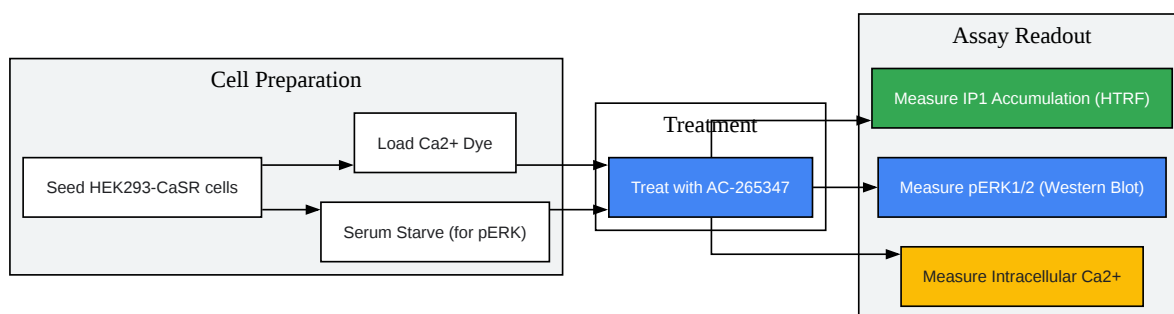 Cell Preparation
Seed HEK293-CaSR cells
Load Ca2+ Dye
Serum Starve (for pERK)
Treatment
Treat with AC-265347
Assay Readout
Measure IP1 Accumulation (HTRF)
Measure pERK1/2 (Western Blot)
Measure Intracellular Ca2+